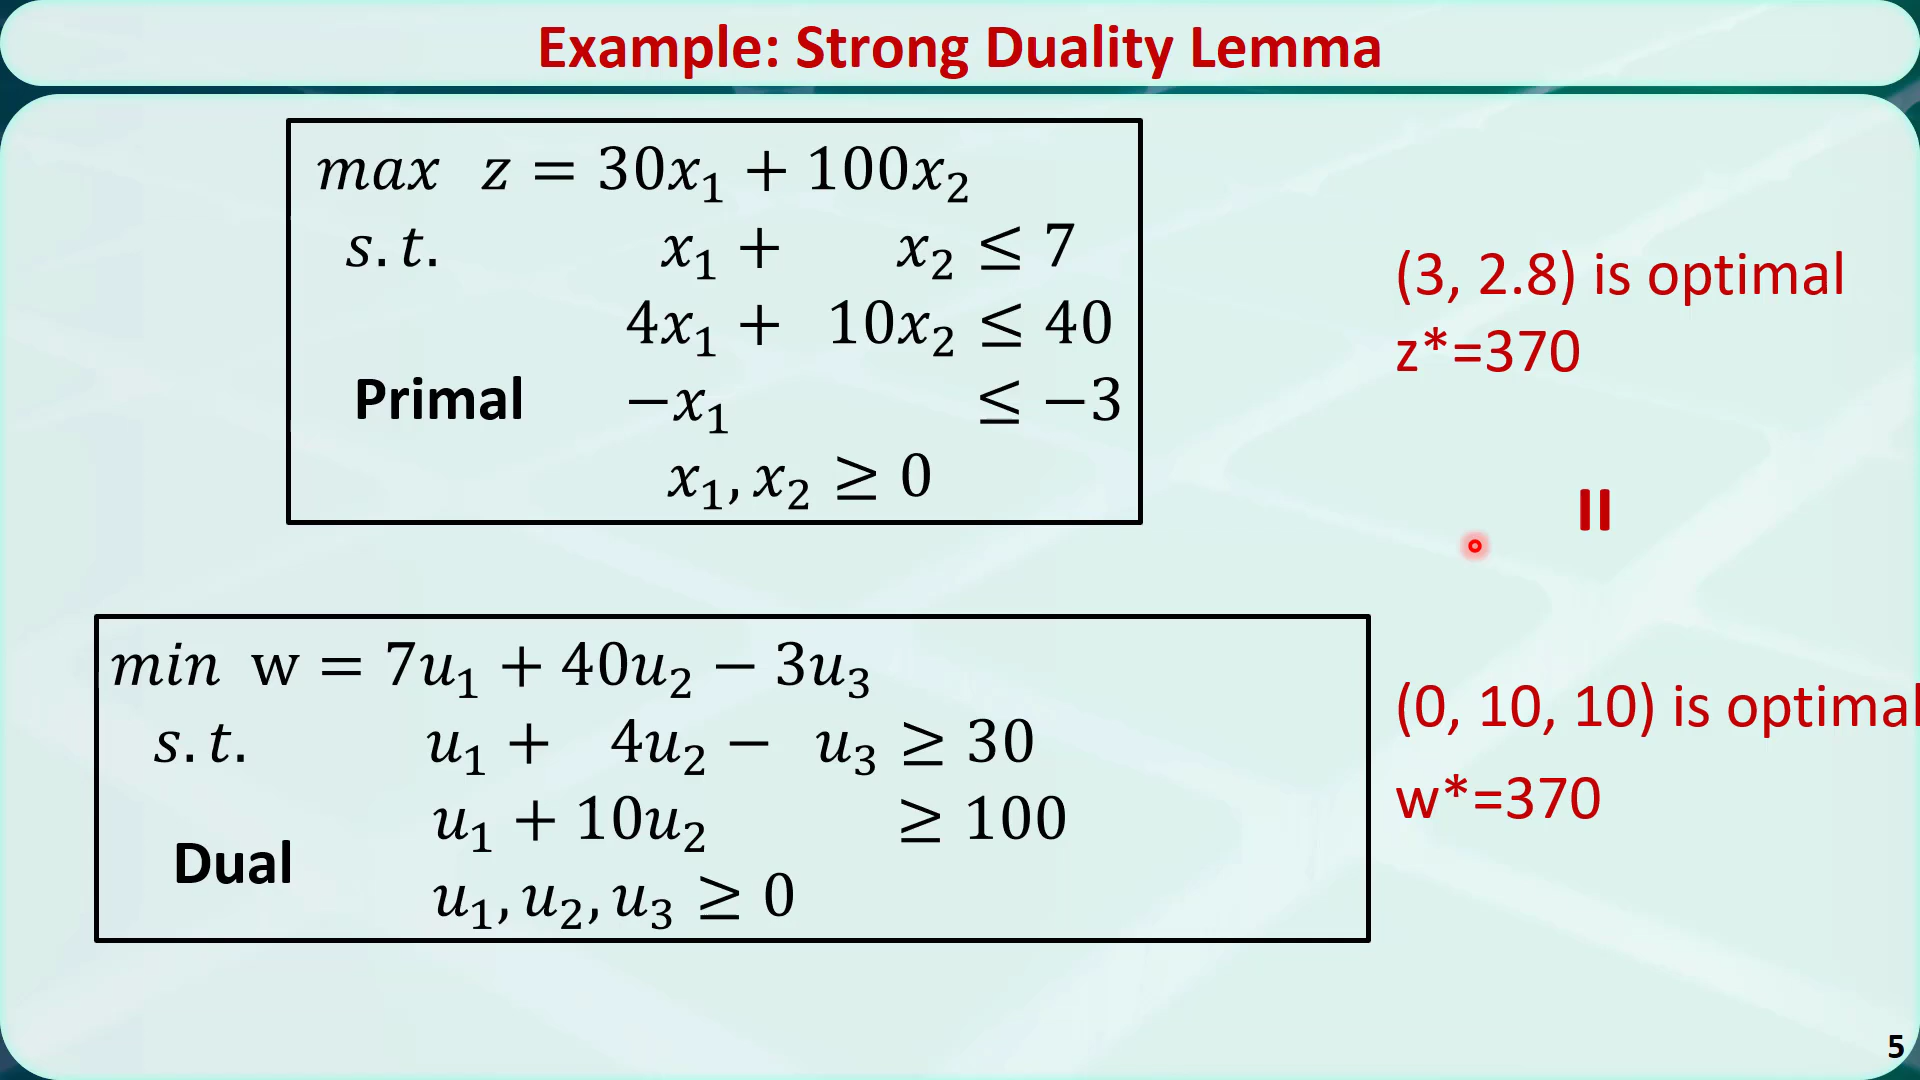 Example: Strong Duality Lemma
max z = 30x₁ + 100x₂
s.t. x₁ + x₂ ≤ 7
4x₁ + 10x₂ ≤ 40
Primal −x₁ ≤ −3
x₁, x₂ ≥ 0
(3, 2.8) is optimal
z*=370
=
min w = 7u₁ + 40u₂ − 3u₃
s.t. u₁ + 4u₂ − u₃ ≥ 30
u₁ + 10u₂ ≥ 100
Dual
u₁, u₂, u₃ ≥ 0
(0, 10, 10) is optimal
w*=370
5